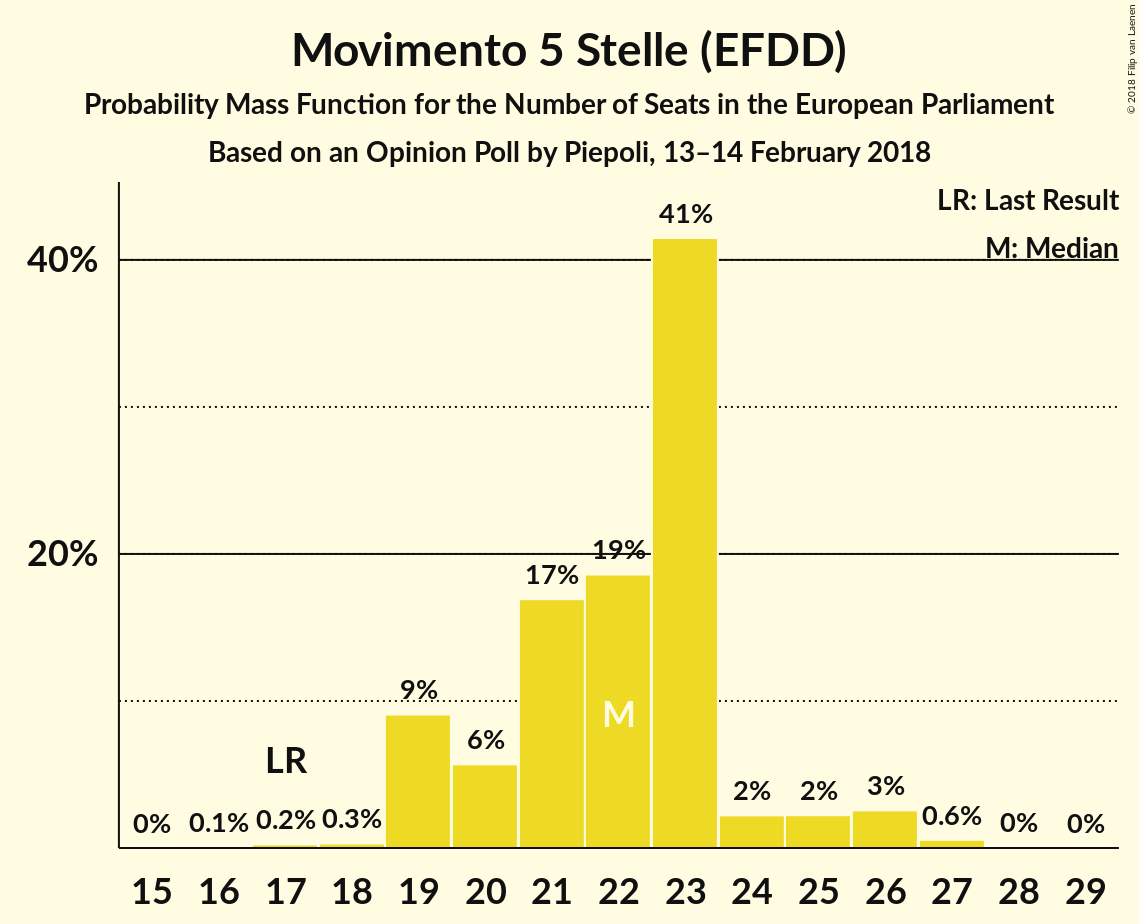 Movimento 5 Stelle (EFDD)
Probability Mass Function for the Number of Seats in the European Parliament
Based on an Opinion Poll by Piepoli, 13–14 February 2018
© 2018 Filip van Laenen
LR: Last Result
M: Median
41%
40%
20%
19%
17%
9%
M
6%
LR
2%
2%
3%
0%
0.1%
0.2%
0.3%
0.6%
0%
0%
15 16 17 18 19 20 21 22 23 24 25 26 27 28 29